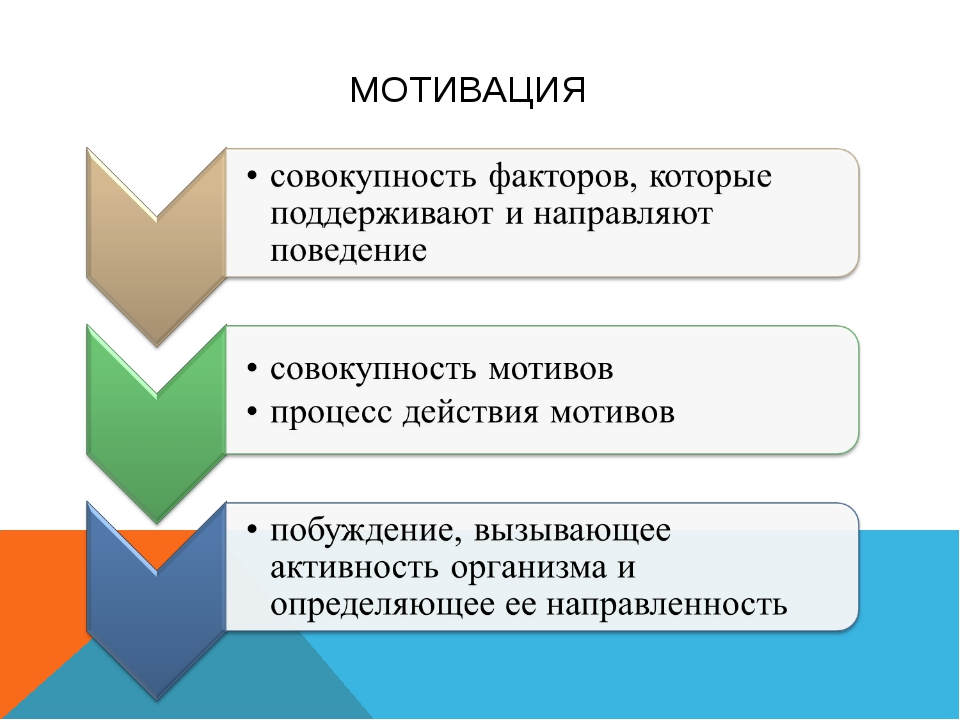 МОТИВАЦИЯ
• совокупность факторов, которые
поддерживают и направляют
поведение
• совокупность мотивов
• процесс действия мотивов
• побуждение, вызывающее
активность организма и
определяющее ее направленность